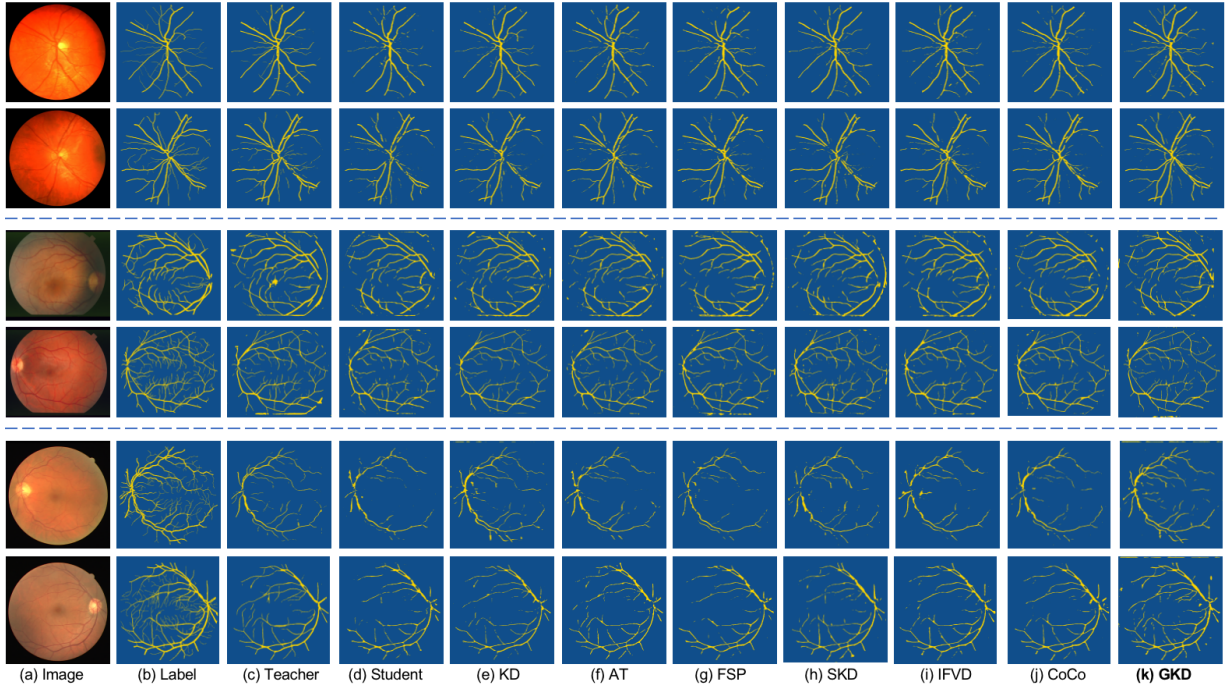 (a) Image (b) Label (c) Teacher (d) Student (e) KD (f) AT (g) FSP (h) SKD (i) IFVD (j) CoCo (k) GKD